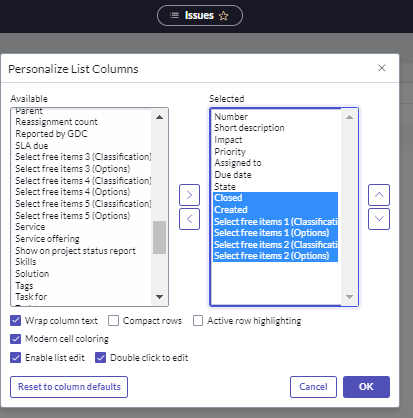 Issues
Personalize List Columns
Available
Selected
Parent
Reassignment count
Reported by GDC
SLA due
Select free items 3 (Classification)
Select free items 3 (Options)
Select free items 4 (Classification)
Select free items 4 (Options)
Select free items 5 (Classification)
Select free items 5 (Options)
Service
Service offering
Show on project status report
Skills
Solution
Tags
Task for
Number
Short description
Impact
Priority
Assigned to
Due date
State
Closed
Created
Select free items 1 (Classificati
Select free items 1 (Options)
Select free items 2 (Classificati
Select free items 2 (Options)
Wrap column text
Compact rows
Active row highlighting
Modern cell coloring
Enable list edit
Double click to edit
Reset to column defaults
Cancel
OK